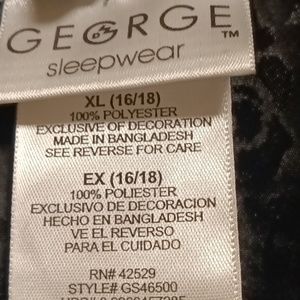 GEORGE™
sleepwear
XL (16/18)
100% POLYESTER
EXCLUSIVE OF DECORATION
MADE IN BANGLADESH
SEE REVERSE FOR CARE
EX (16/18)
100% POLIESTER
EXCLUSIVO DE DECORACION
HECHO EN BANGLADESH
VE EL REVERSO
PARA EL CUIDADO
RN# 42529
STYLE# GS46500